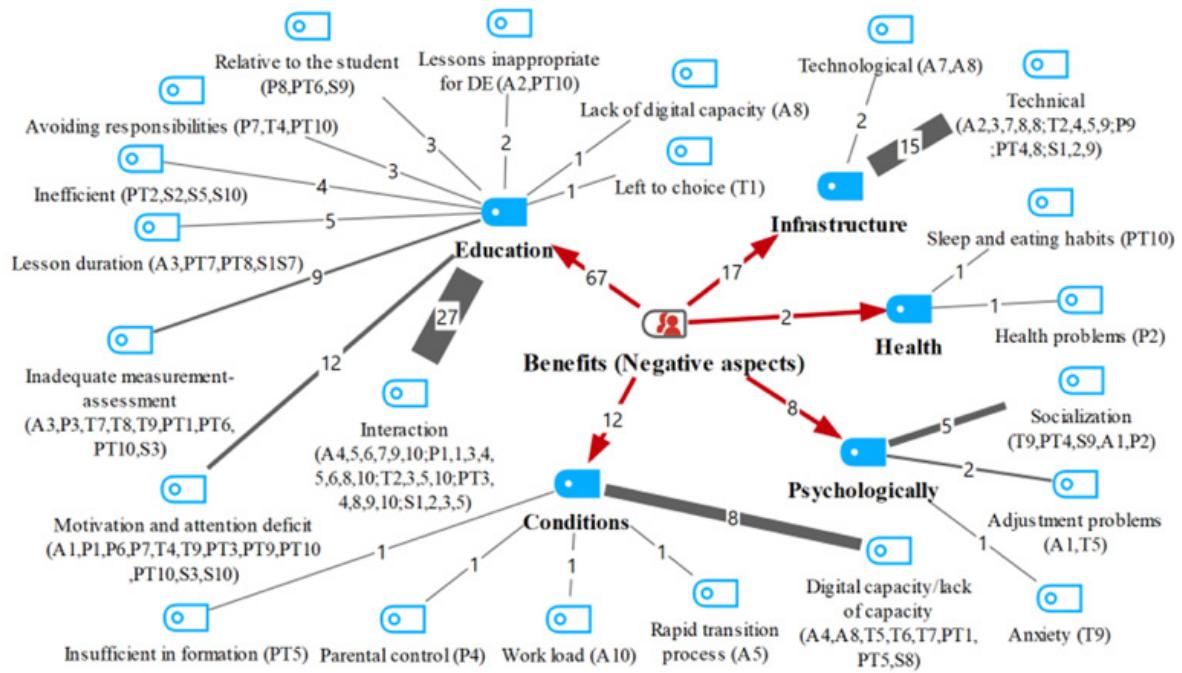 Relative to the student
(P8,PT6,S9)
Lessons inappropriate
for DE (A2,PT10)
Lack of digital capacity (A8)
Left to choice (T1)
Avoiding responsibilities (P7,T4,PT10)
Inefficient (PT2,S2,S5,S10)
Lesson duration (A3,PT7,PT8,S1S7)
3
2
1
3
1
4
5
9
Education
Inadequate measurement-
assessment
(A3,P3,T7,T8,T9,PT1,PT6,
PT10,S3)
12
27
Motivation and attention deficit
(A1,P1,P6,P7,T4,T9,PT3,PT9,PT10
,PT10,S3,S10)
Interaction
(A4,5,6,7,9,10;P1,1,3,4,
5,6,8,10;T2,3,5,10;PT3,
4,8,9,10;S1,2,3,5)
Technological (A7,A8)
Technical
(A2,3,7,8,8;T2,4,5,9;P9
;PT4,8;S1,2,9)
2
15
Infrastructure
67
17
2
12
8
Benefits (Negative aspects)
Sleep and eating habits (PT10)
1
1
Health
Health problems (P2)
Socialization
(T9,PT4,S9,A1,P2)
5
2
Psychologically
Adjustment problems
(A1,T5)
1
Anxiety (T9)
Conditions
8
1
1
1
1
Insufficient in formation (PT5)
Parental control (P4)
Work load (A10)
Rapid transition
process (A5)
Digital capacity/lack
of capacity
(A4,A8,T5,T6,T7,PT1,
PT5,S8)